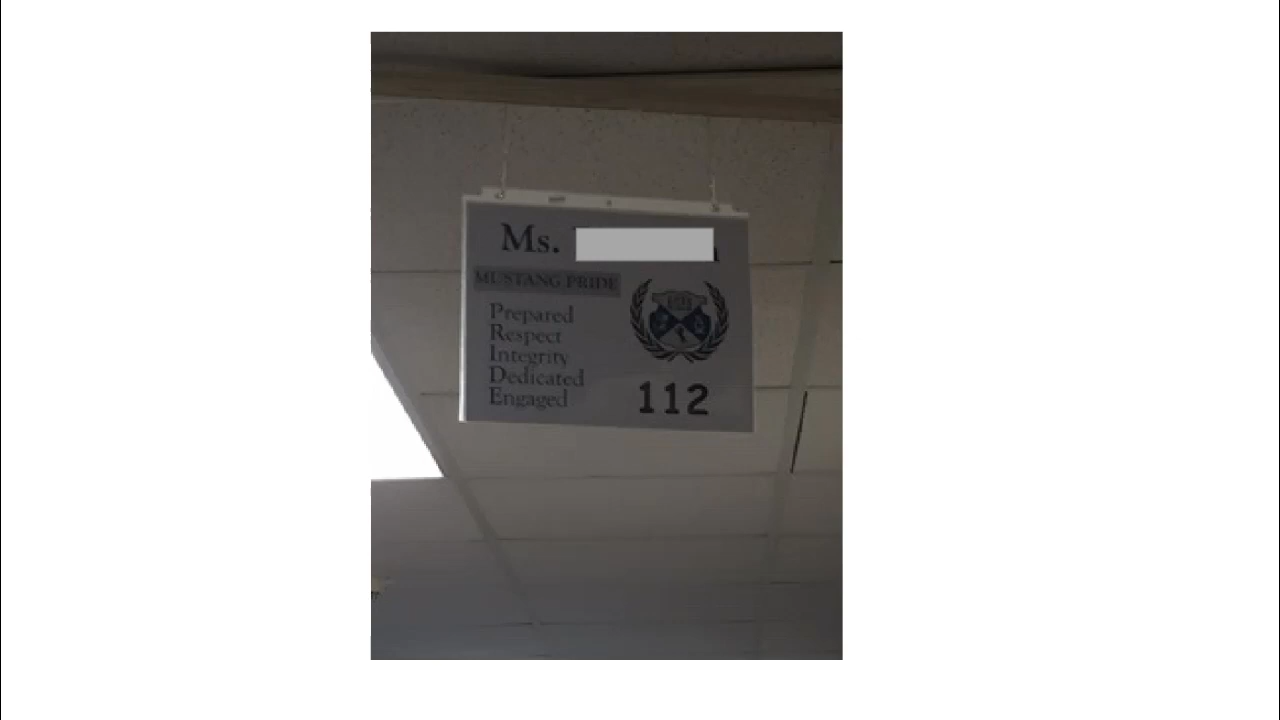 Ms.
MUSTANG PRIDE
Prepared
Respect
Integrity
Dedicated
Engaged
112